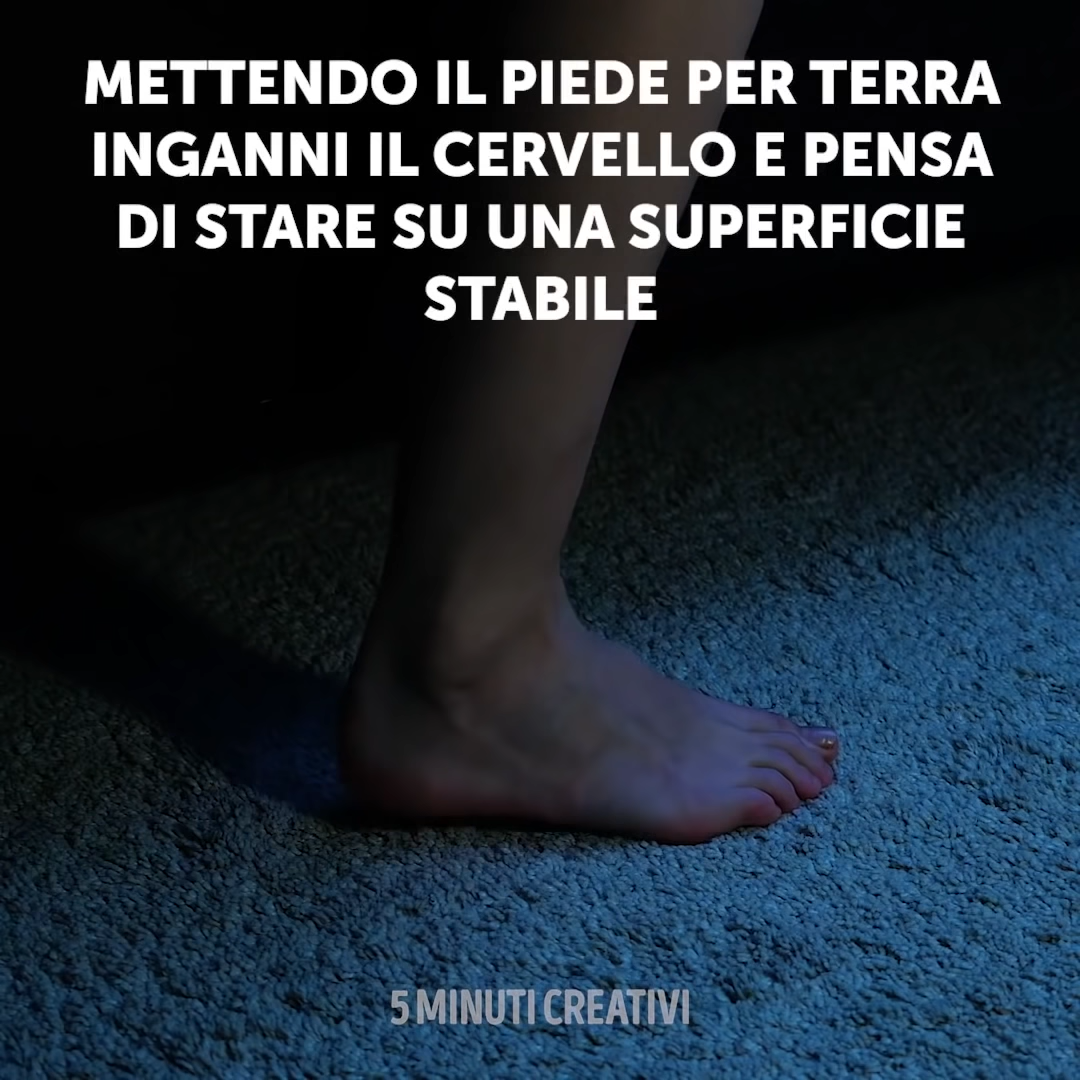 METTENDO IL PIEDE PER TERRA
INGANNI IL CERVELLO E PENSA
DI STARE SU UNA SUPERFICIE
STABILE
5 MINUTI CREATIVI